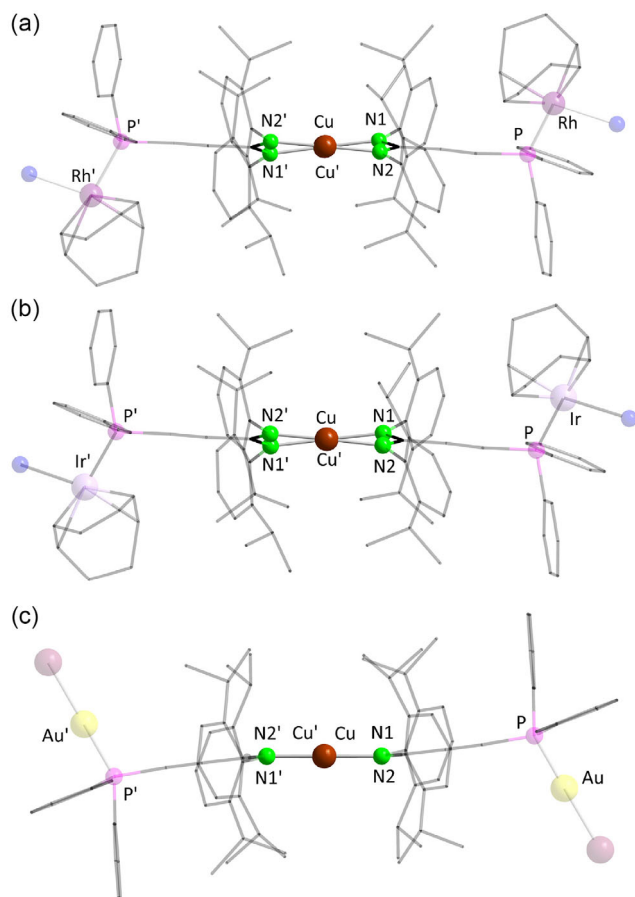 (a)
P'
Rh'
N2'
N1'
Cu
Cu'
N1
N2
P
Rh
(b)
P'
Ir'
N2'
N1'
Cu
Cu'
N1
N2
P
Ir
(c)
Au'
P'
N2'
N1'
Cu' Cu
N1
N2
P
Au